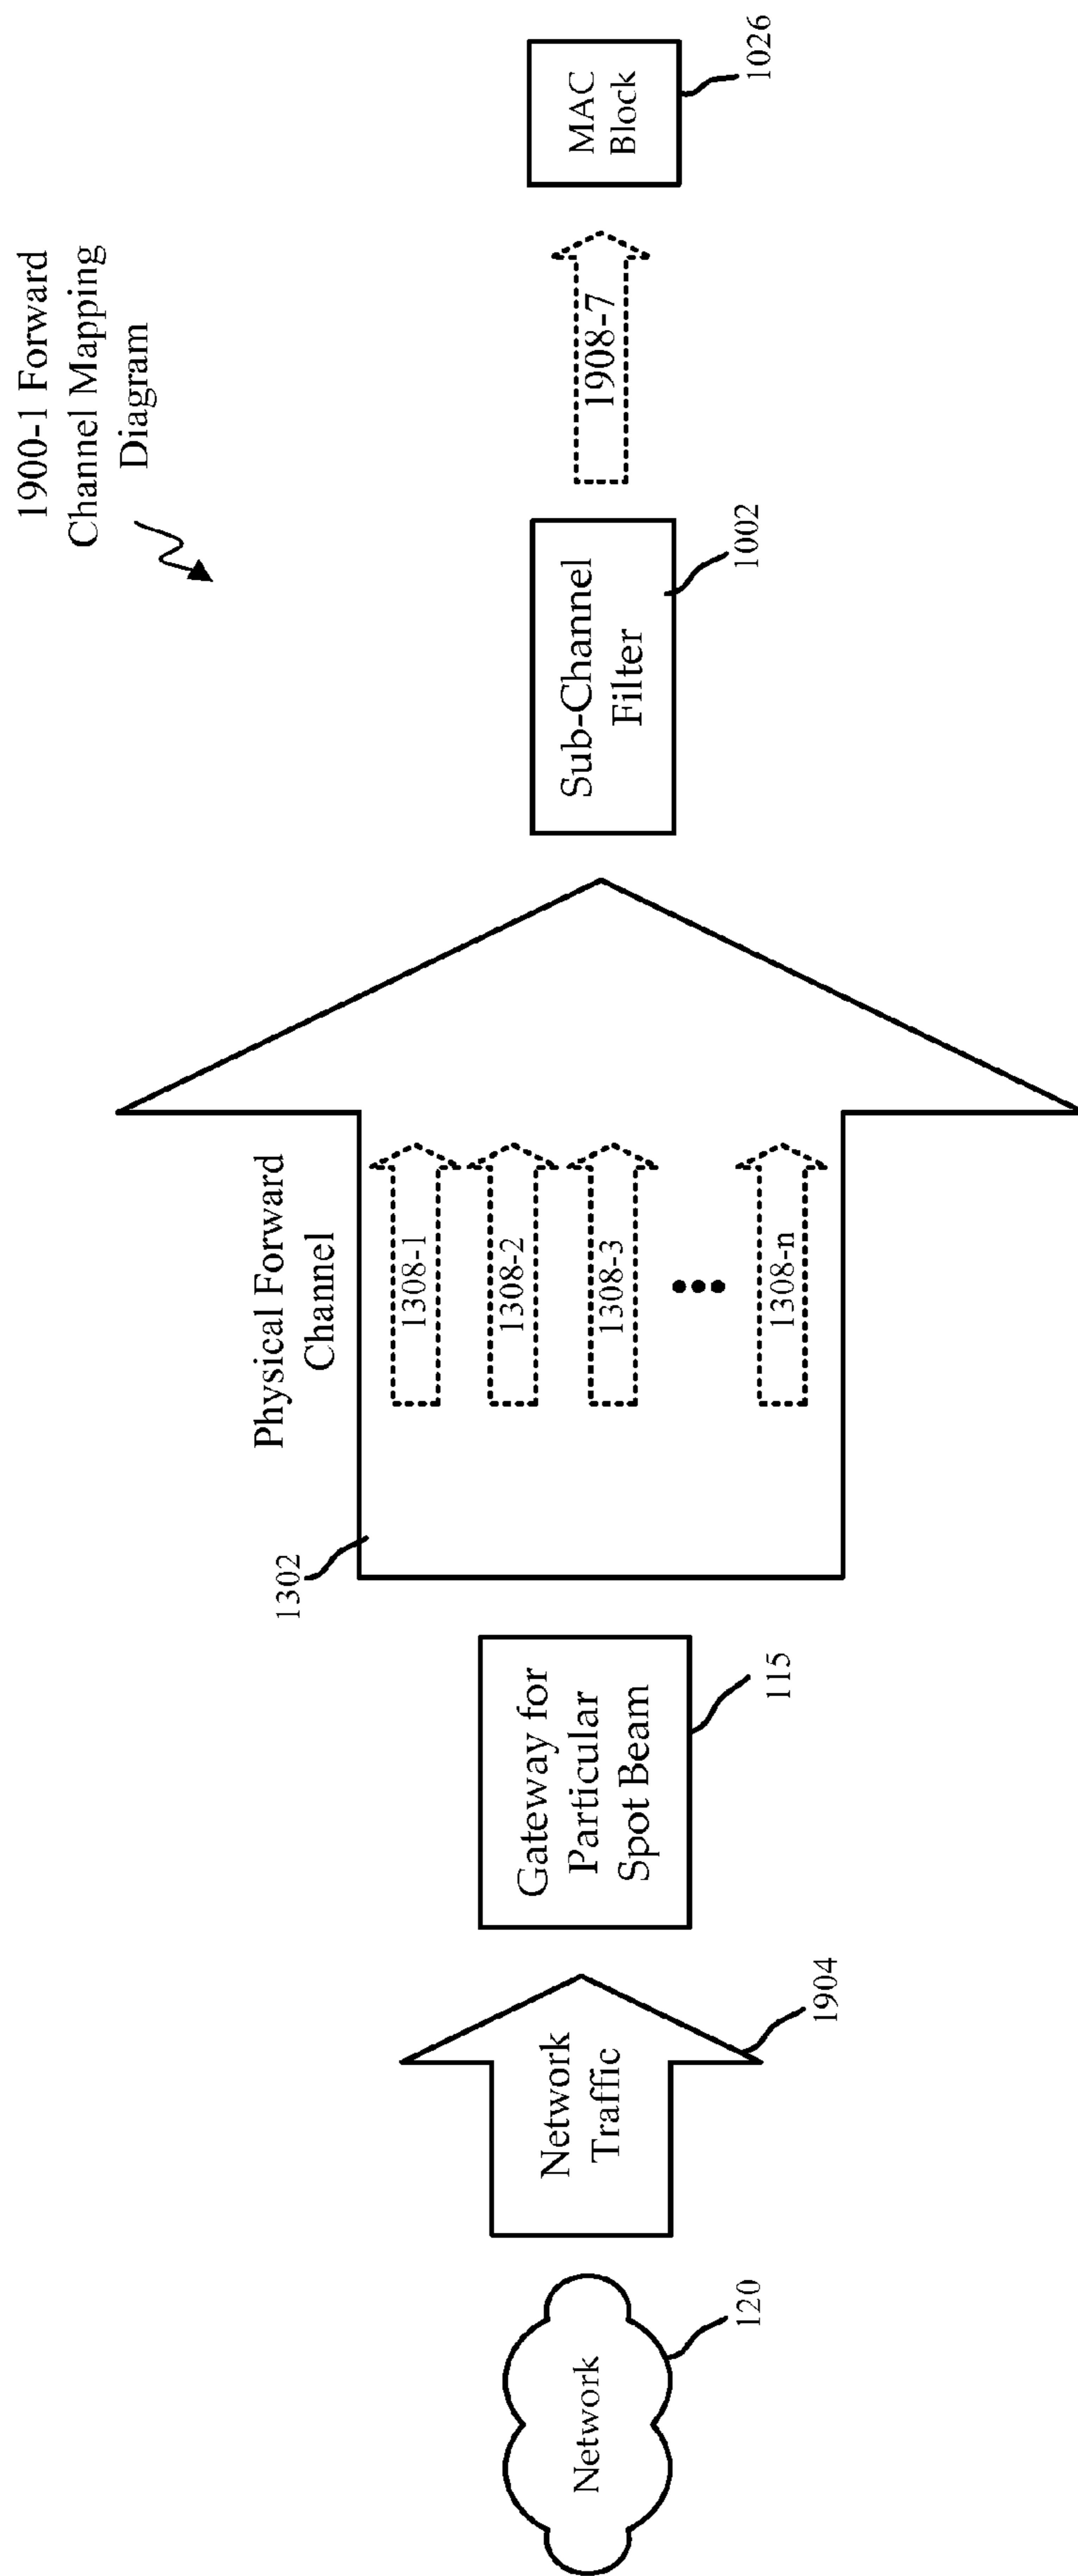 1900-1 Forward
Channel Mapping
Diagram
Network
120
Network
Traffic
1904
Gateway for
Particular
Spot Beam
115
Physical Forward
Channel
1302
1308-1
1308-2
1308-3
1308-n
Sub-Channel
Filter
1002
1908-7
MAC
Block
1026